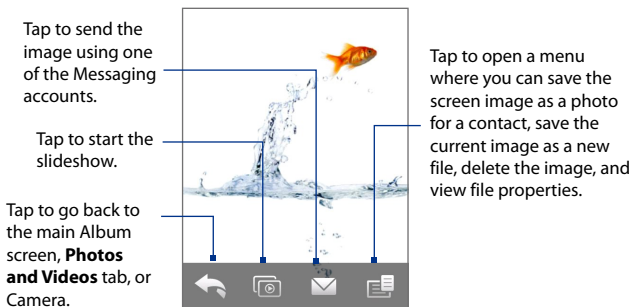 Tap to send the
image using one
of the Messaging
accounts.
Tap to start the
slideshow.
Tap to go back to
the main Album
screen, Photos
and Videos tab, or
Camera.
Tap to open a menu
where you can save the
screen image as a photo
for a contact, save the
current image as a new
file, delete the image, and
view file properties.